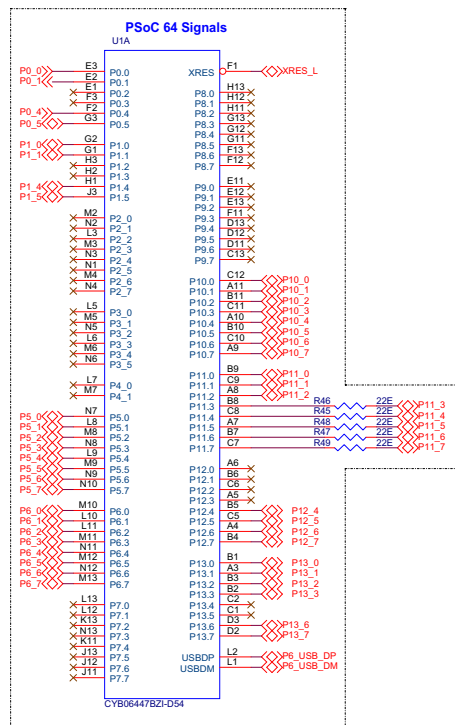 PSoC 64 Signals
U1A
P0_0 E3 P0.0
P0_1 E2 P0.1
E1 P0.2
F3 P0.3
P0_4 F2 P0.4
P0_5 G3 P0.5
P1_0 G2 P1.0
P1_1 G1 P1.1
H3 P1.2
H2 P1.3
P1_4 H1 P1.4
P1_5 J3 P1.5
M2 P2_0
N2 P2_1
L3 P2_2
M3 P2_3
N3 P2_4
N1 P2_5
M4 P2_6
N4 P2_7
L5 P3_0
M5 P3_1
N5 P3_2
L6 P3_3
M6 P3_4
N6 P3_5
L7 P4_0
M7 P4_1
P5_0 N7 P5.0
P5_1 L8 P5.1
P5_2 M8 P5.2
P5_3 N8 P5.3
P5_4 L9 P5.4
P5_5 M9 P5.5
P5_6 N9 P5.6
P5_7 N10 P5.7
P6_0 M10 P6.0
P6_1 L10 P6.1
P6_2 L11 P6.2
P6_3 M11 P6.3
P6_4 N11 P6.4
P6_5 M12 P6.5
P6_6 N12 P6.6
P6_7 M13 P6.7
L13 P7.0
L12 P7.1
K13 P7.2
N13 P7.3
K11 P7.4
J13 P7.5
J12 P7.6
J11 P7.7
XRES F1 XRES_L
P8.0 H13
P8.1 H12
P8.2 H11
P8.3 G13
P8.4 G12
P8.5 G11
P8.6 F13
P8.7 F12
P9.0 E11
P9.1 E12
P9.2 E13
P9.3 F11
P9.4 D13
P9.5 D12
P9.6 D11
P9.7 C13
P10.0 C12 P10_0
P10.1 A11 P10_1
P10.2 B11 P10_2
P10.3 C11 P10_3
P10.4 A10 P10_4
P10.5 B10 P10_5
P10.6 C10 P10_6
P10.7 A9 P10_7
P11.0 B9 P11_0
P11.1 C9 P11_1
P11.2 A8 P11_2
P11.3 B8 R46 22E P11_3
P11.4 C8 R45 22E P11_4
P11.5 A7 R48 22E P11_5
P11.6 B7 R47 22E P11_6
P11.7 C7 R49 22E P11_7
P12.0 A6
P12.1 B6
P12.2 C6
P12.3 A5
P12.4 B5 P12_4
P12.5 C5 P12_5
P12.6 A4 P12_6
P12.7 B4 P12_7
P13.0 B1 P13_0
P13.1 A3 P13_1
P13.2 B3 P13_2
P13.3 B2 P13_3
P13.4 C2
P13.5 C1
P13.6 D3 P13_6
P13.7 D2 P13_7
USBDP L2 P6_USB_DP
USBDM L1 P6_USB_DM
CYB06447BZI-D54